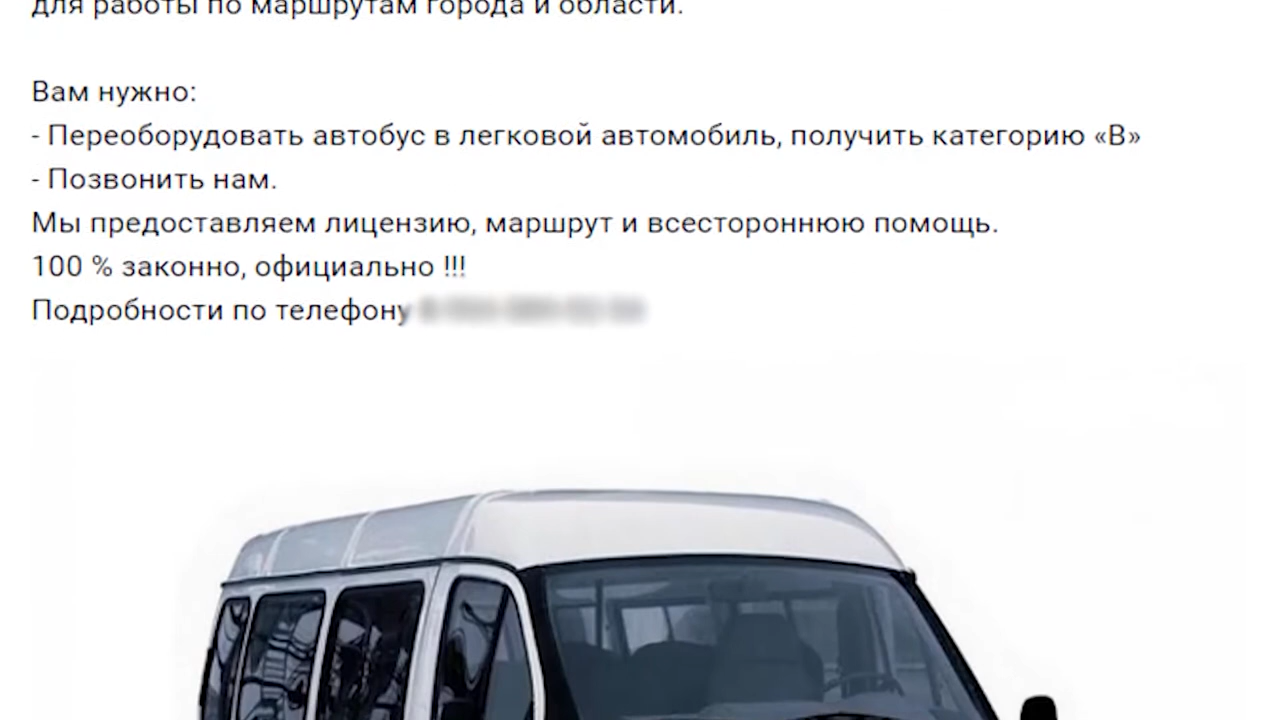 для работы по маршрутам города и области.
Вам нужно:
- Переоборудовать автобус в легковой автомобиль, получить категорию «В»
- Позвонить нам.
Мы предоставляем лицензию, маршрут и всестороннюю помощь.
100 % законно, официально !!!
Подробности по телефону